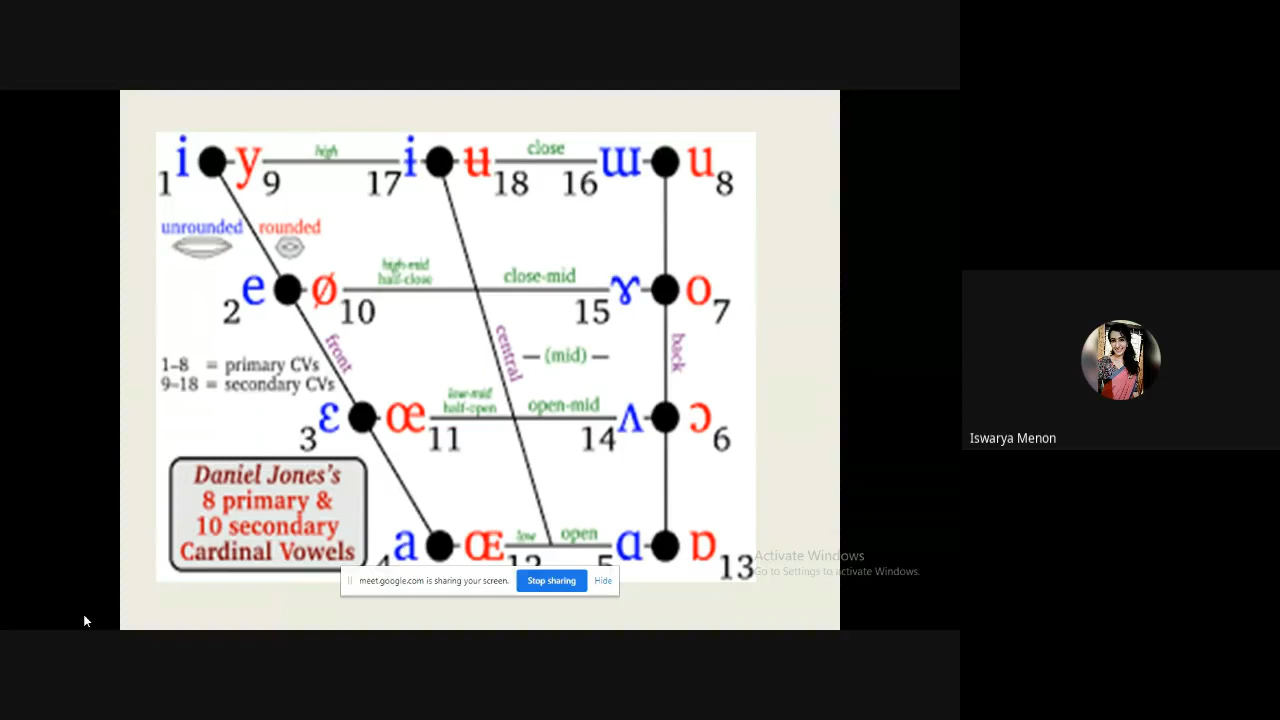 i y high ɨ ʉ close ɯ u
1 9 17 18 16 8
unrounded rounded
high-mid
half-close close-mid
e ø ɤ o
2 10 15 7
front central — (mid) — back
1–8 = primary CVs
9–18 = secondary CVs
low-mid
half-open open-mid
ɛ œ ʌ ɔ
3 11 14 6
Daniel Jones's
8 primary &
10 secondary
Cardinal Vowels
a ɶ low open ɑ ɒ
4 12 5 13
meet.google.com is sharing your screen. Stop sharing Hide
Activate Windows
Go to Settings to activate Windows.
Iswarya Menon